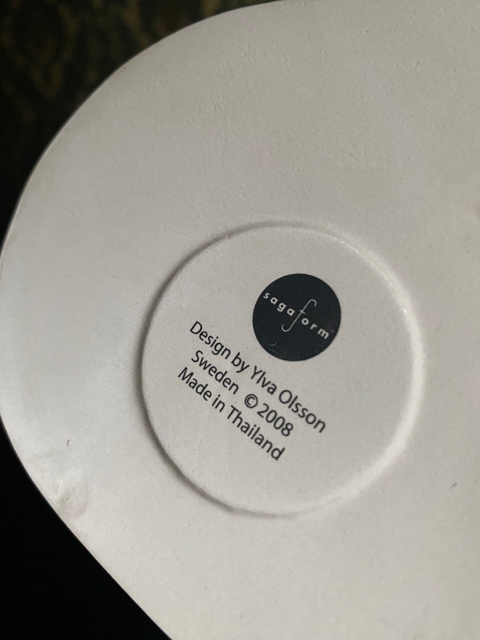 sagaform
Design by Ylva Olsson
Sweden © 2008
Made in Thailand